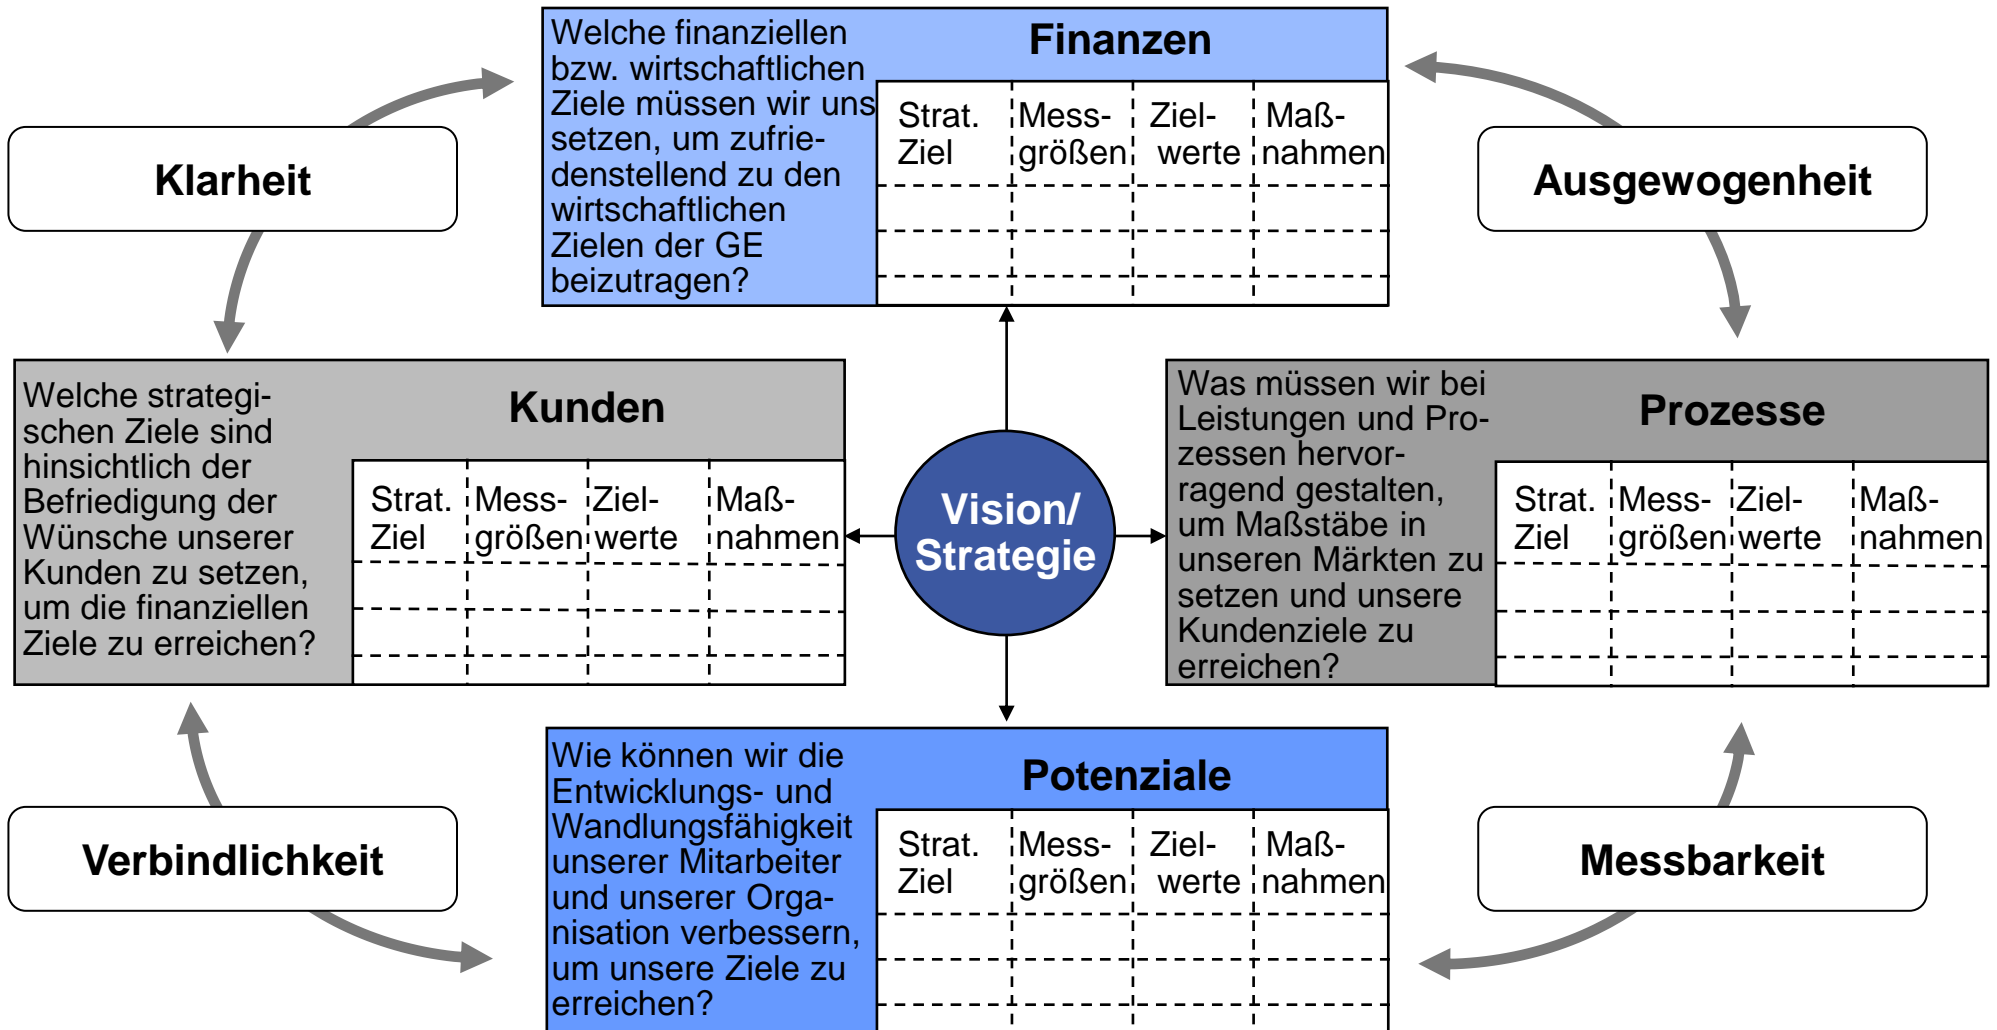 Welche finanziellen
bzw. wirtschaftlichen
Ziele müssen wir uns
setzen, um zufrie-
denstellend zu den
wirtschaftlichen
Zielen der GE
beizutragen?
Finanzen
Strat. Mess- Ziel- Maß-
Ziel größen werte nahmen
Klarheit
Ausgewogenheit
Welche strategi-
schen Ziele sind
hinsichtlich der
Befriedigung der
Wünsche unserer
Kunden zu setzen,
um die finanziellen
Ziele zu erreichen?
Kunden
Strat. Mess- Ziel- Maß-
Ziel größen werte nahmen
Vision/
Strategie
Was müssen wir bei
Leistungen und Pro-
zessen hervor-
ragend gestalten,
um Maßstäbe in
unseren Märkten zu
setzen und unsere
Kundenziele zu
erreichen?
Prozesse
Strat. Mess- Ziel- Maß-
Ziel größen werte nahmen
Verbindlichkeit
Wie können wir die
Entwicklungs- und
Wandlungsfähigkeit
unserer Mitarbeiter
und unserer Orga-
nisation verbessern,
um unsere Ziele zu
erreichen?
Potenziale
Strat. Mess- Ziel- Maß-
Ziel größen werte nahmen
Messbarkeit